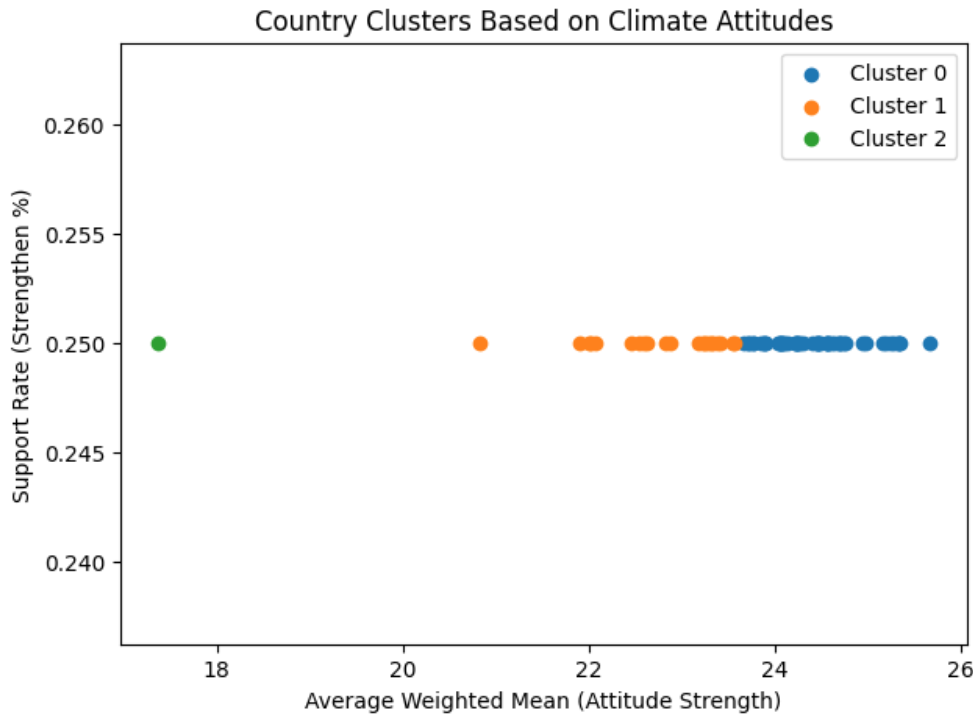 Country Clusters Based on Climate Attitudes
Cluster 0
Cluster 1
Cluster 2
Support Rate (Strengthen %)
0.260
0.255
0.250
0.245
0.240
18 20 22 24 26
Average Weighted Mean (Attitude Strength)